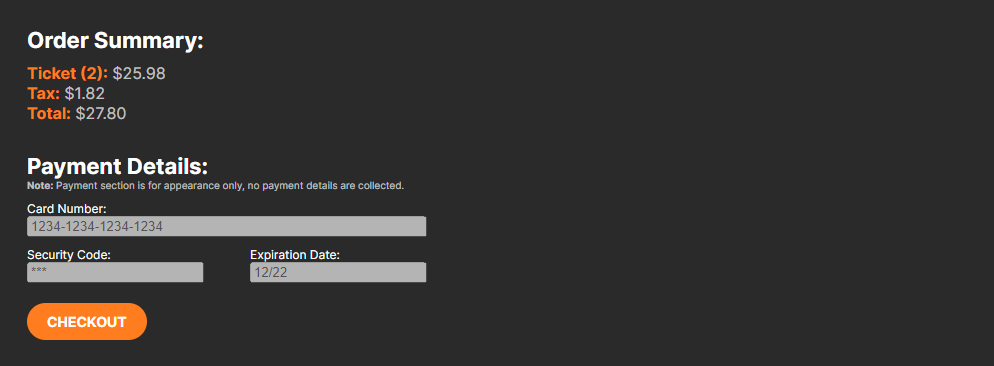 Order Summary:
Ticket (2): $25.98
Tax: $1.82
Total: $27.80
Payment Details:
Note: Payment section is for appearance only, no payment details are collected.
Card Number:
1234-1234-1234-1234
Security Code: Expiration Date:
*** 12/22
CHECKOUT